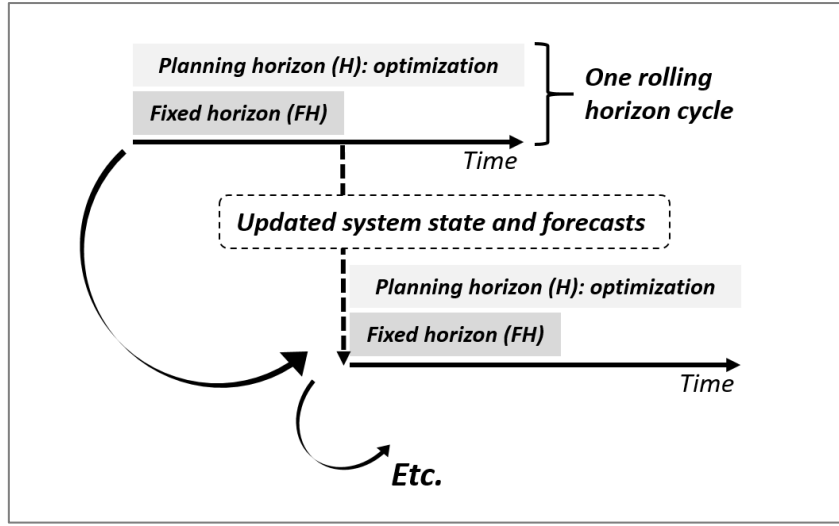 Planning horizon (H): optimization
Fixed horizon (FH)
Time
One rolling
horizon cycle
Updated system state and forecasts
Planning horizon (H): optimization
Fixed horizon (FH)
Time
Etc.